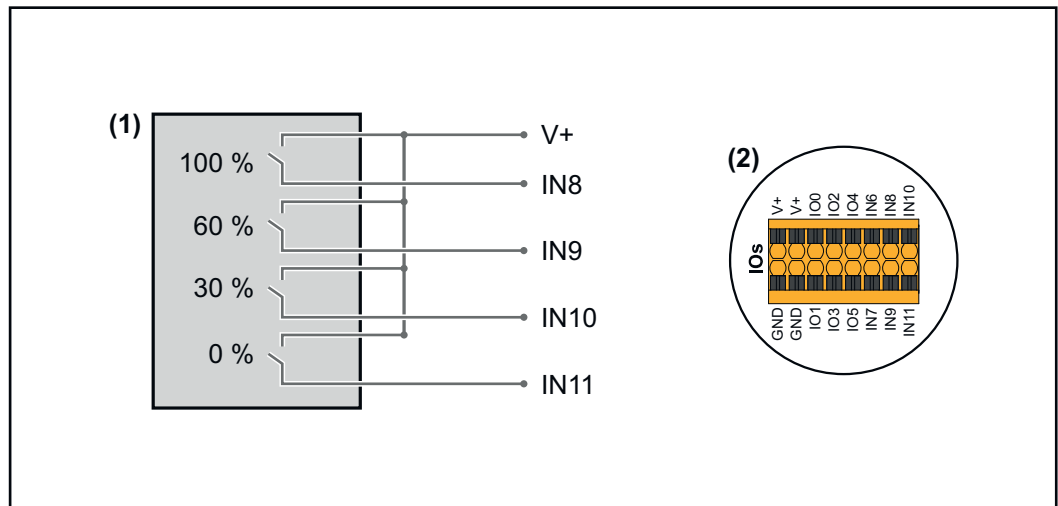 (1)
100 %
60 %
30 %
0 %
V+
IN8
IN9
IN10
IN11
(2)
V+ V+ IO0 IO2 IO4 IN6 IN8 IN10
IOs
GND GND IO1 IO3 IO5 IN7 IN9 IN11